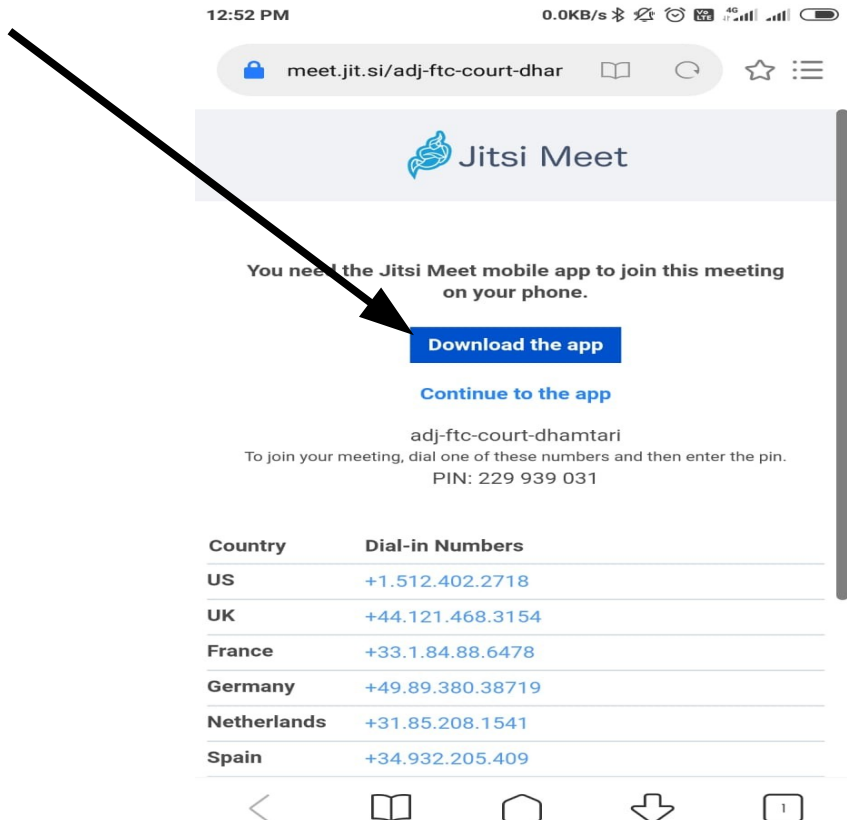 12:52 PM 0.0KB/s Vo LTE 4G
meet.jit.si/adj-ftc-court-dhar
Jitsi Meet
You need the Jitsi Meet mobile app to join this meeting
on your phone.
Download the app
Continue to the app
adj-ftc-court-dhamtari
To join your meeting, dial one of these numbers and then enter the pin.
PIN: 229 939 031
Country Dial-in Numbers
US +1.512.402.2718
UK +44.121.468.3154
France +33.1.84.88.6478
Germany +49.89.380.38719
Netherlands +31.85.208.1541
Spain +34.932.205.409
1